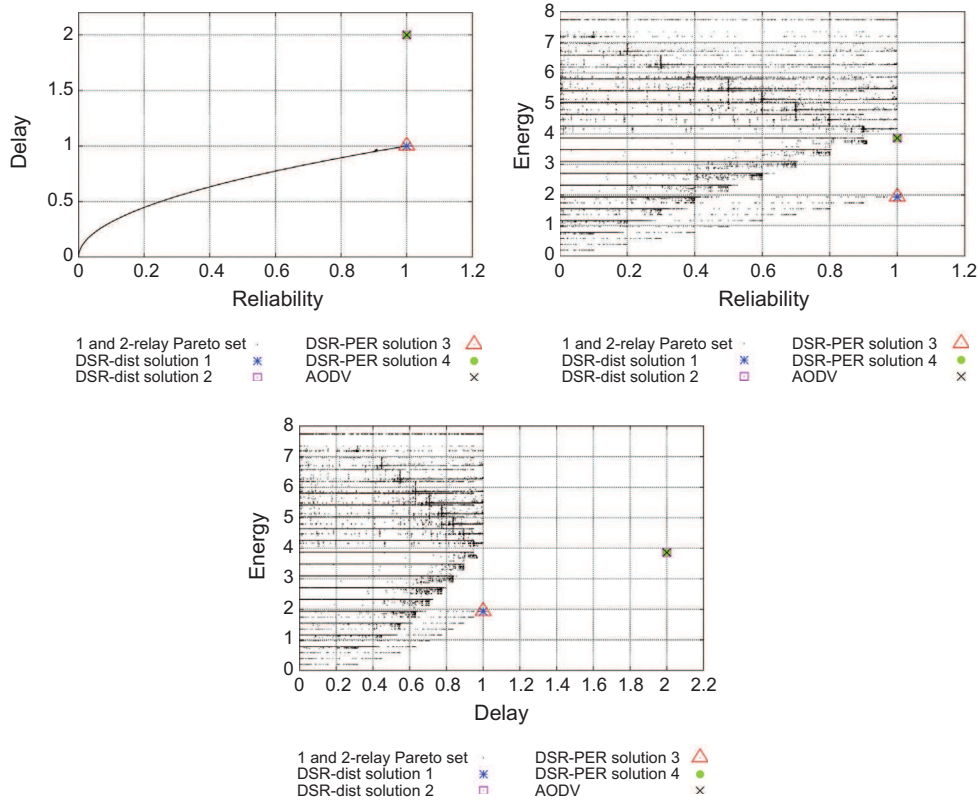 Delay
2
1.5
1
0.5
0
0 0.2 0.4 0.6 0.8 1 1.2
Reliability
1 and 2-relay Pareto set
DSR-dist solution 1
DSR-dist solution 2
DSR-PER solution 3
DSR-PER solution 4
AODV
Energy
8
7
6
5
4
3
2
1
0
0 0.2 0.4 0.6 0.8 1 1.2
Reliability
1 and 2-relay Pareto set
DSR-dist solution 1
DSR-dist solution 2
DSR-PER solution 3
DSR-PER solution 4
AODV
Energy
8
7
6
5
4
3
2
1
0
0 0.2 0.4 0.6 0.8 1 1.2 1.4 1.6 1.8 2 2.2
Delay
1 and 2-relay Pareto set
DSR-dist solution 1
DSR-dist solution 2
DSR-PER solution 3
DSR-PER solution 4
AODV